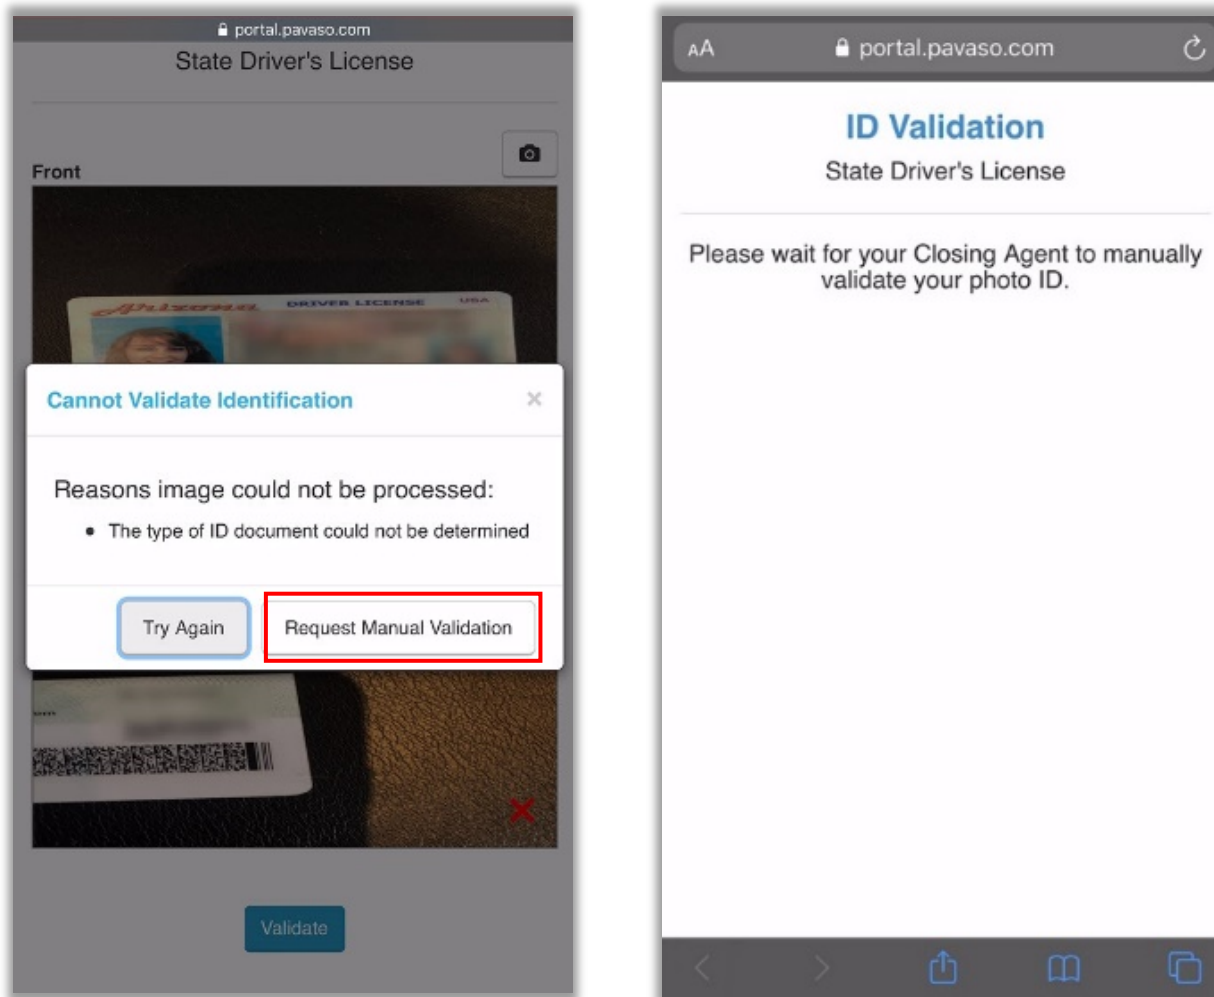 portal.pavaso.com
State Driver's License
Front
Arizona DRIVER LICENSE USA
Cannot Validate Identification ×
Reasons image could not be processed:
• The type of ID document could not be determined
Try Again Request Manual Validation
Validate
AA portal.pavaso.com
ID Validation
State Driver's License
Please wait for your Closing Agent to manually
validate your photo ID.